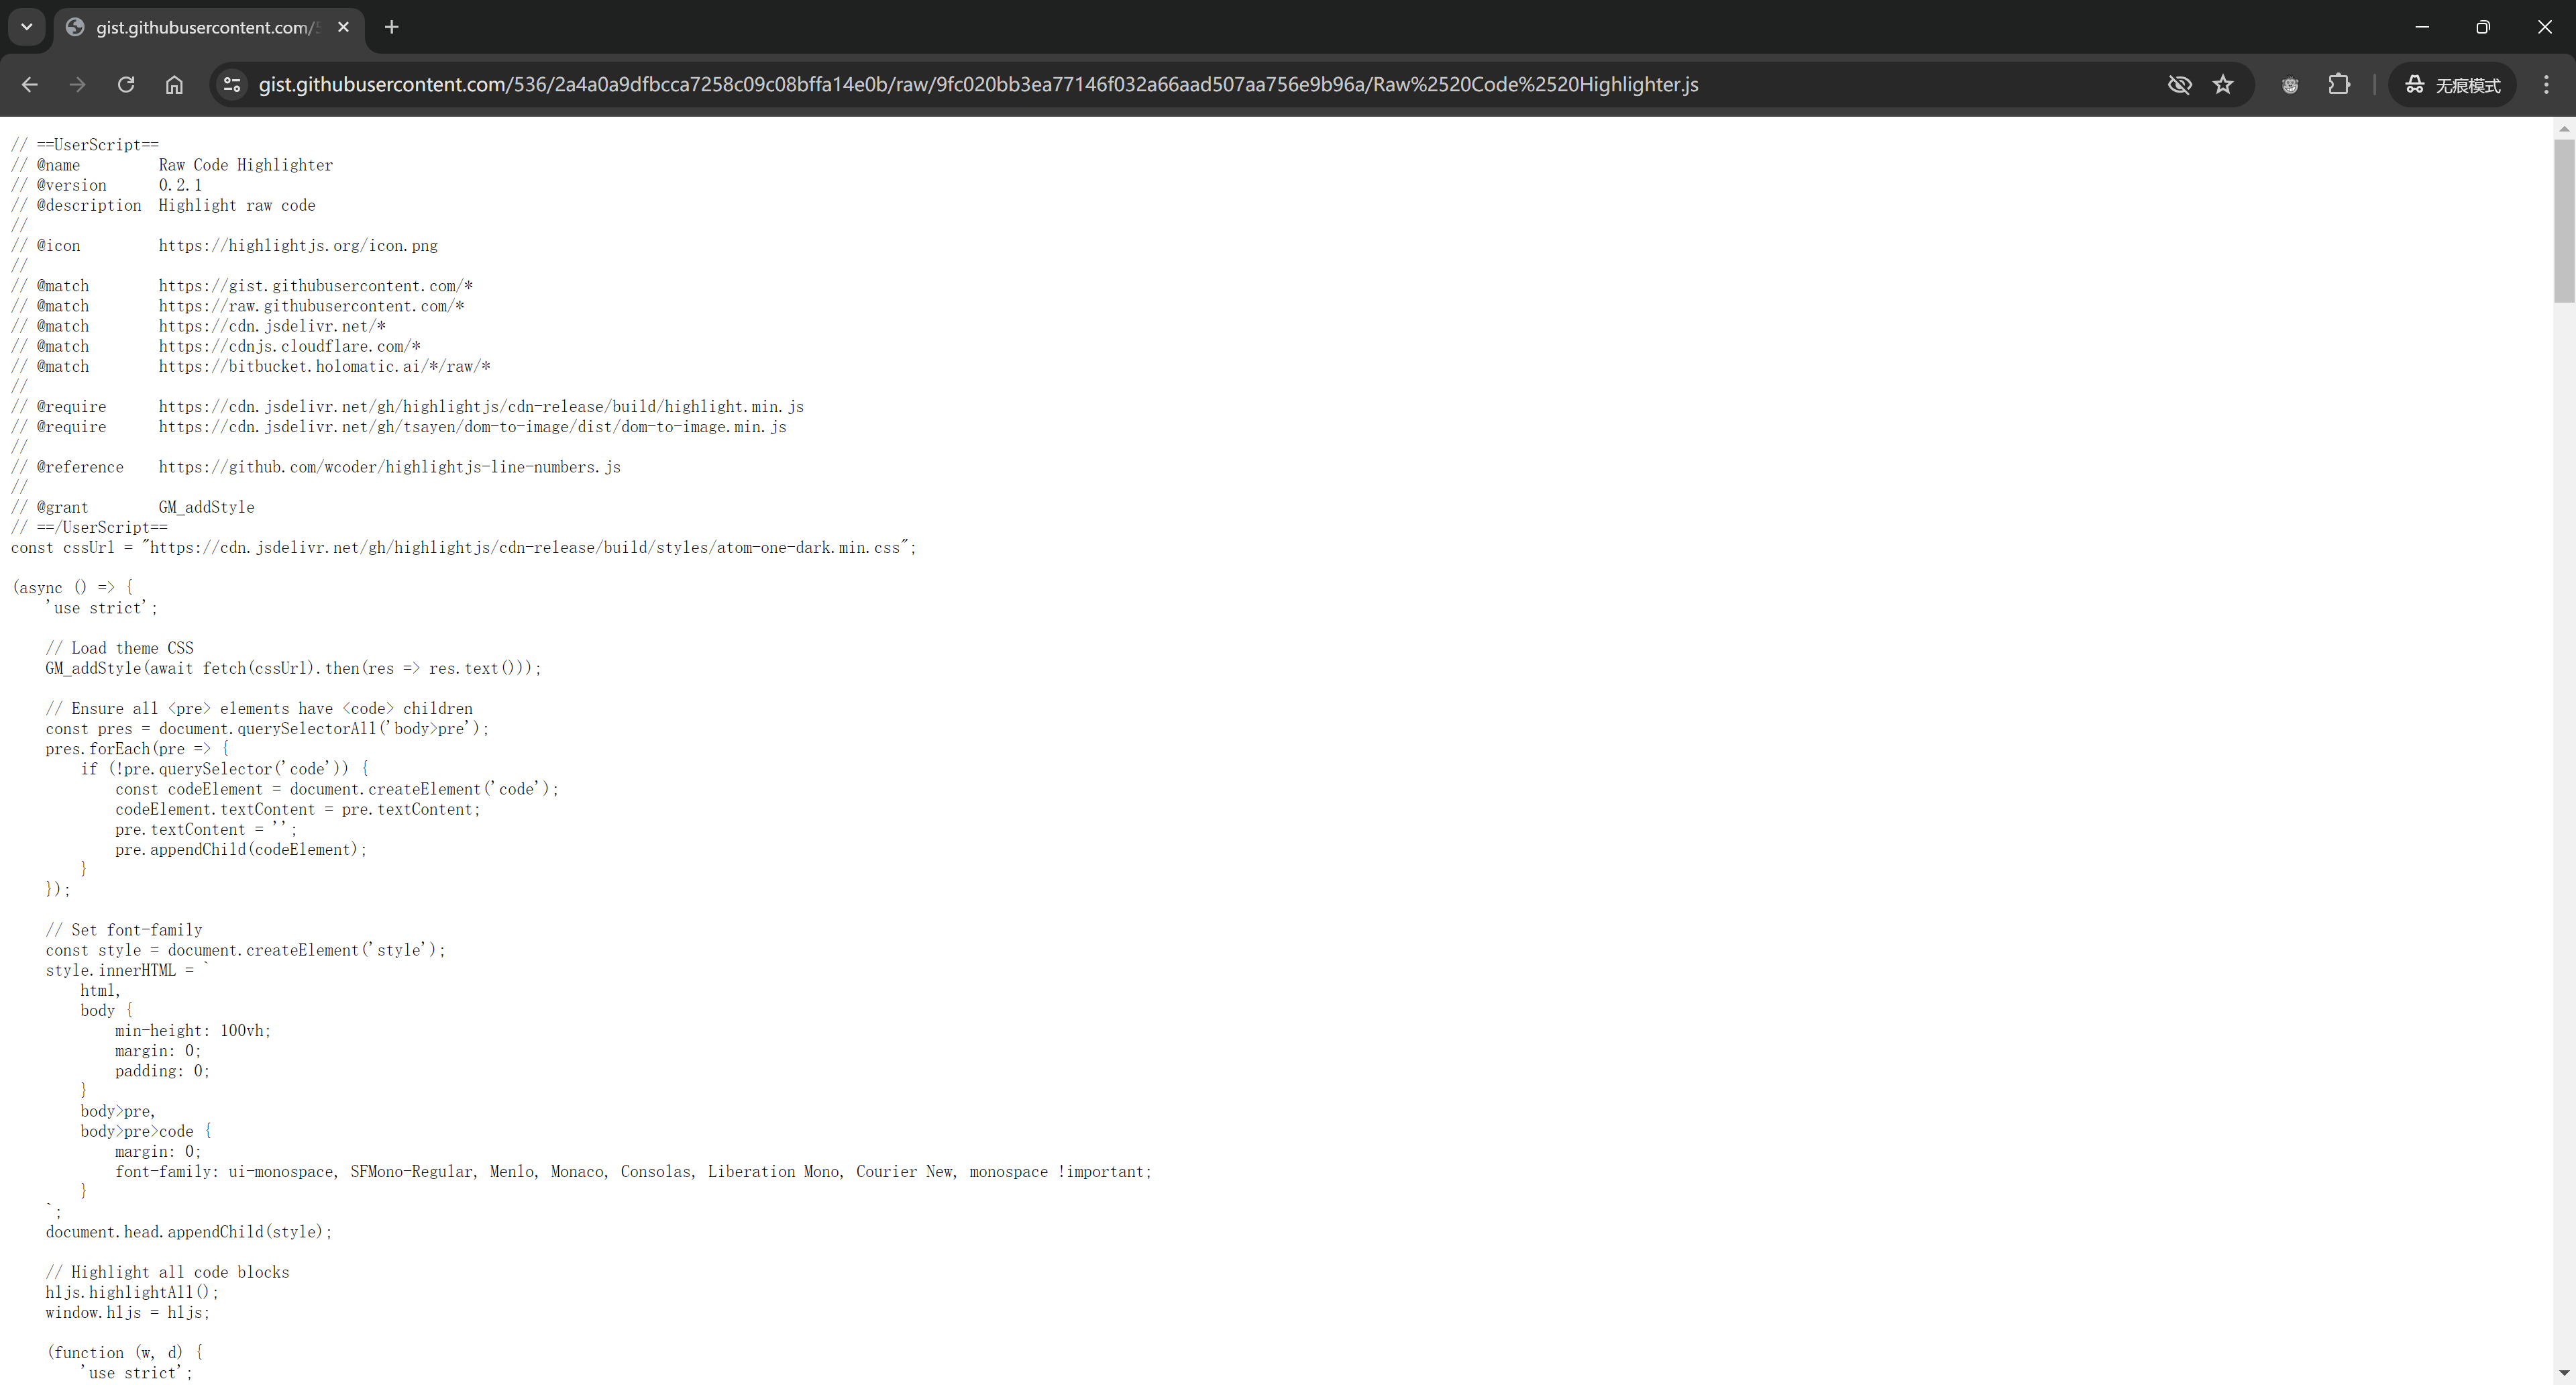 gist.githubusercontent.com/
gist.githubusercontent.com/536/2a4a0a9dfbcca7258c09c08bffa14e0b/raw/9fc020bb3ea77146f032a66aad507aa756e9b96a/Raw%2520Code%2520Highlighter.js
无痕模式
// ==UserScript==
// @name         Raw Code Highlighter
// @version      0.2.1
// @description  Highlight raw code
//
// @icon         https://highlightjs.org/icon.png
//
// @match        https://gist.githubusercontent.com/*
// @match        https://raw.githubusercontent.com/*
// @match        https://cdn.jsdelivr.net/*
// @match        https://cdnjs.cloudflare.com/*
// @match        https://bitbucket.holomatic.ai/*/raw/*
//
// @require      https://cdn.jsdelivr.net/gh/highlightjs/cdn-release/build/highlight.min.js
// @require      https://cdn.jsdelivr.net/gh/tsayen/dom-to-image/dist/dom-to-image.min.js
//
// @reference    https://github.com/wcoder/highlightjs-line-numbers.js
//
// @grant        GM_addStyle
// ==/UserScript==
const cssUrl = "https://cdn.jsdelivr.net/gh/highlightjs/cdn-release/build/styles/atom-one-dark.min.css";

(async () => {
    'use strict';

    // Load theme CSS
    GM_addStyle(await fetch(cssUrl).then(res => res.text()));

    // Ensure all <pre> elements have <code> children
    const pres = document.querySelectorAll('body>pre');
    pres.forEach(pre => {
        if (!pre.querySelector('code')) {
            const codeElement = document.createElement('code');
            codeElement.textContent = pre.textContent;
            pre.textContent = '';
            pre.appendChild(codeElement);
        }
    });

    // Set font-family
    const style = document.createElement('style');
    style.innerHTML = `
        html,
        body {
            min-height: 100vh;
            margin: 0;
            padding: 0;
        }
        body>pre,
        body>pre>code {
            margin: 0;
            font-family: ui-monospace, SFMono-Regular, Menlo, Monaco, Consolas, Liberation Mono, Courier New, monospace !important;
        }
    `;
    document.head.appendChild(style);

    // Highlight all code blocks
    hljs.highlightAll();
    window.hljs = hljs;

    (function (w, d) {
        'use strict';